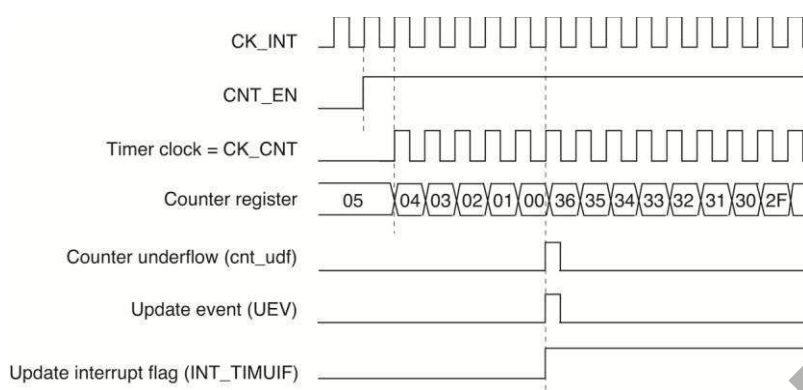 CK_INT
CNT_EN
Timer clock = CK_CNT
Counter register 05 04 03 02 01 00 36 35 34 33 32 31 30 2F
Counter underflow (cnt_udf)
Update event (UEV)
Update interrupt flag (INT_TIMUIF)